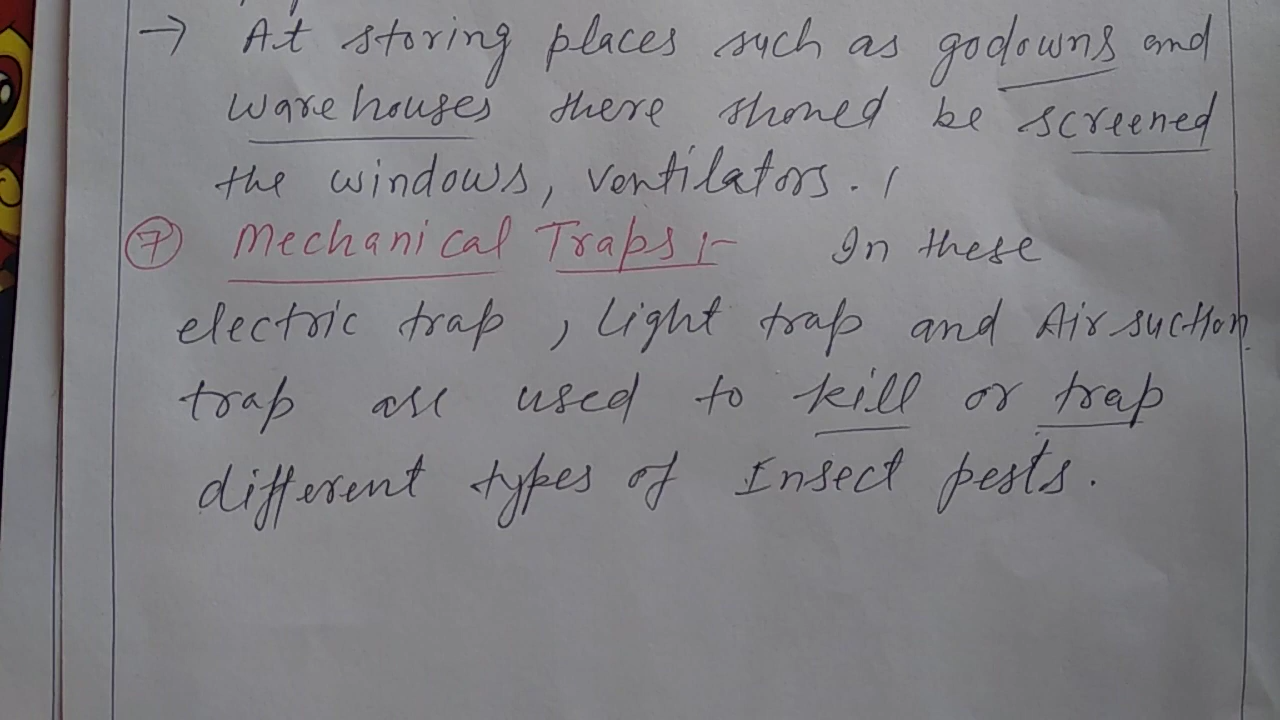 → At storing places such as godowns and
warehouses there shoned be screened
the windows, ventilators.
⑦ Mechanical Traps :- In these
electric trap, light trap and Air suction
trap are used to kill or trap
different types of Insect pests.